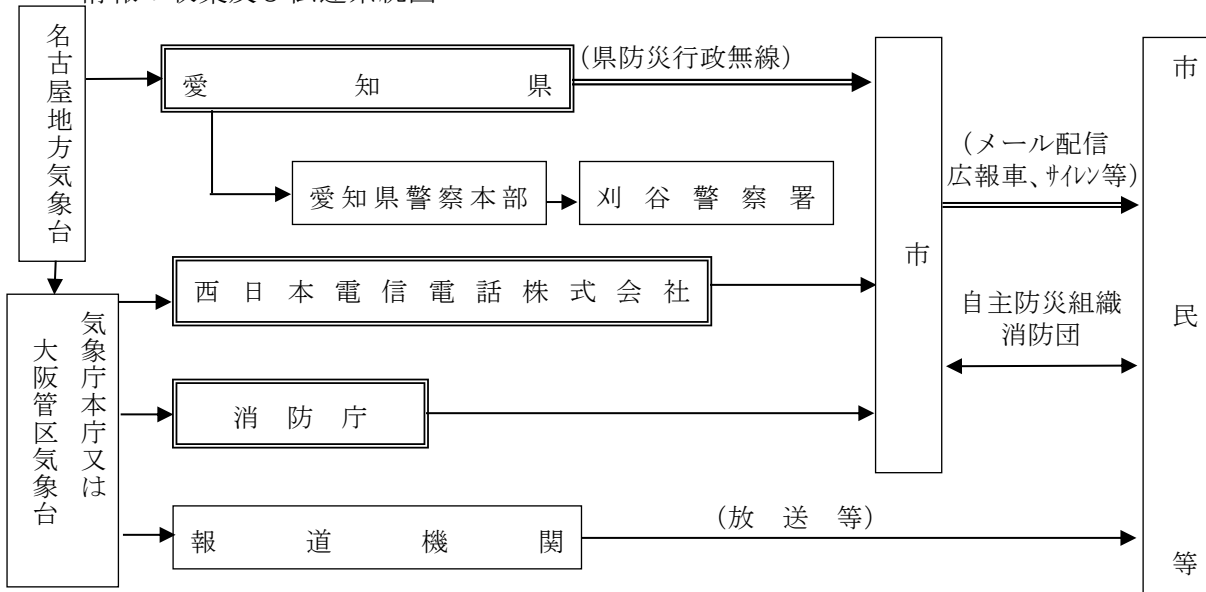 情報の収集及び伝達系統図
名古屋地方気象台
愛知県
(県防災行政無線)
愛知県警察本部
刈谷警察署
西日本電信電話株式会社
気象庁本庁又は
大阪管区気象台
消防庁
報道機関
(放送等)
市
(メール配信
広報車、サイレン等)
自主防災組織
消防団
市民等